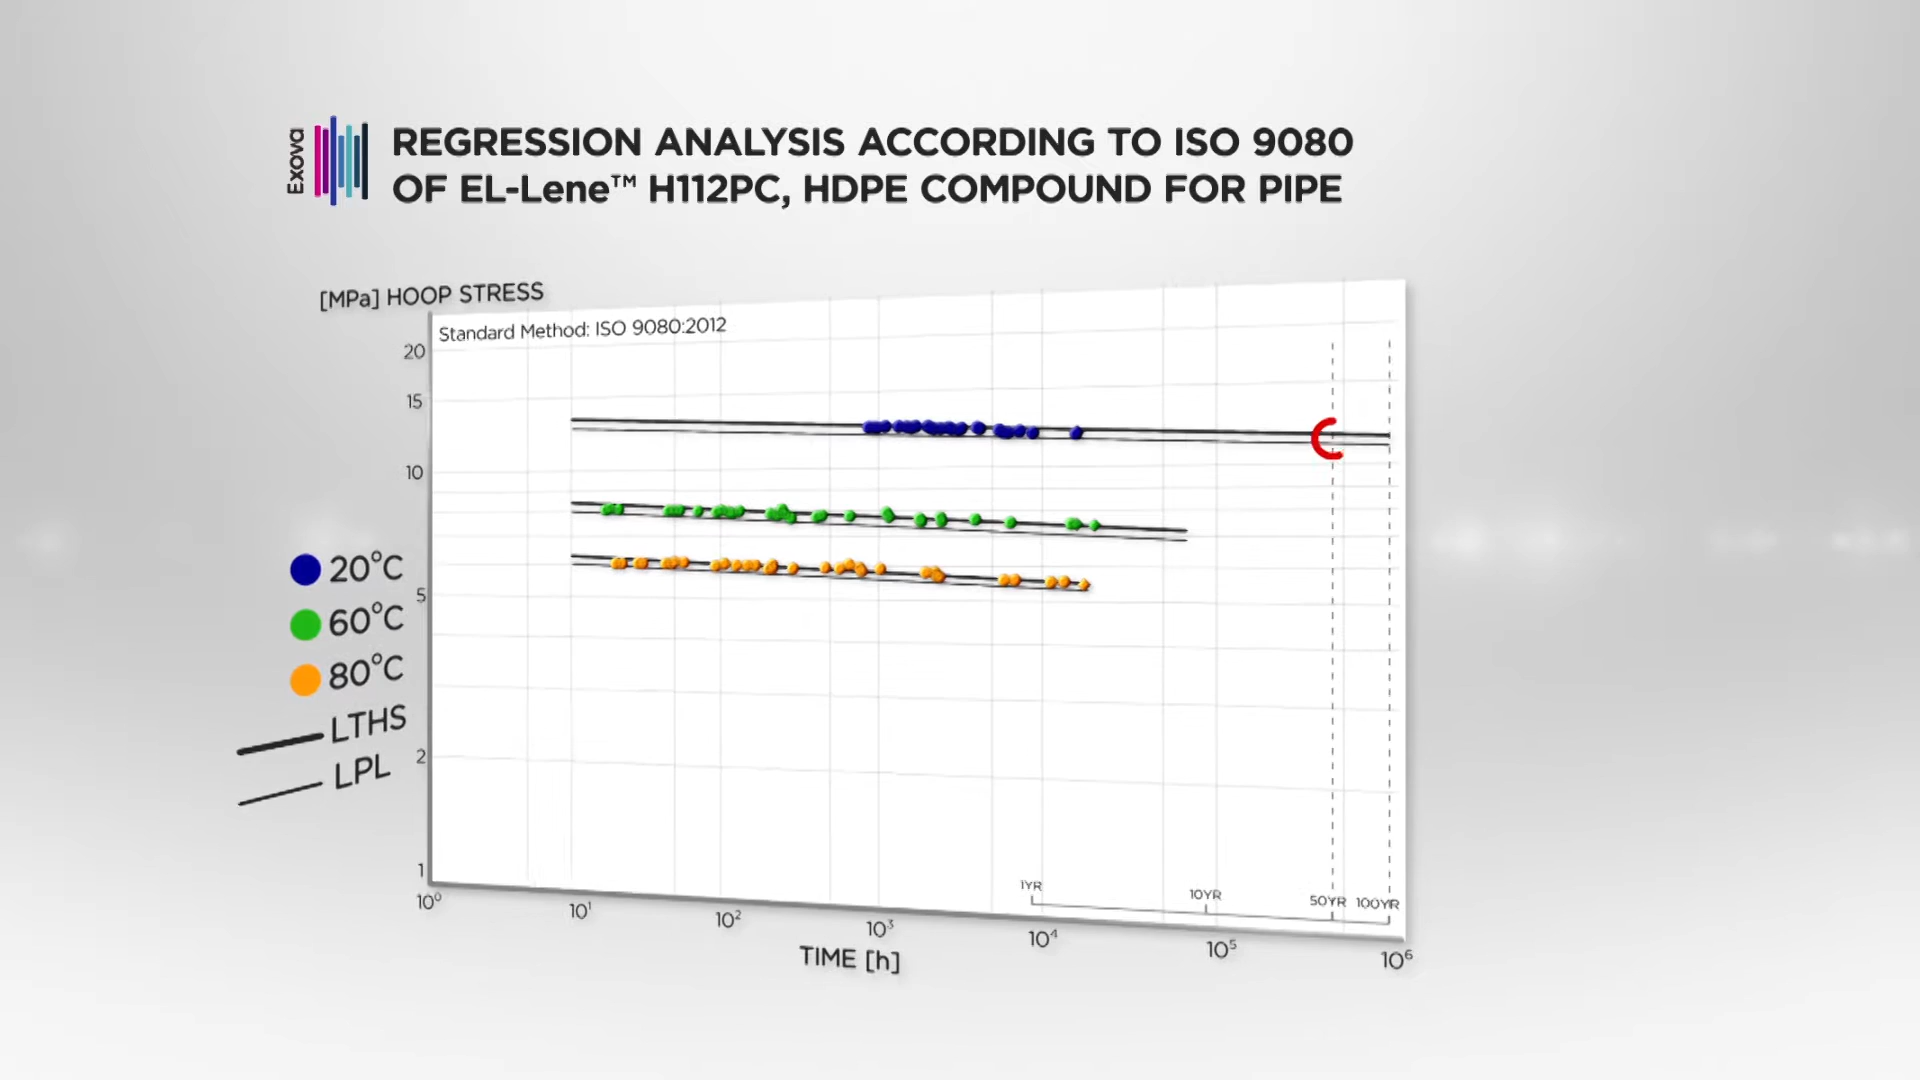 Exova
REGRESSION ANALYSIS ACCORDING TO ISO 9080
OF EL-Lene™ H112PC, HDPE COMPOUND FOR PIPE
[MPa] HOOP STRESS
Standard Method: ISO 9080:2012
20
15
10
5
2
1
20°C
60°C
80°C
LTHS
LPL
1YR
10YR
50YR
100YR
10⁰
10¹
10²
10³
10⁴
10⁵
10⁶
TIME [h]